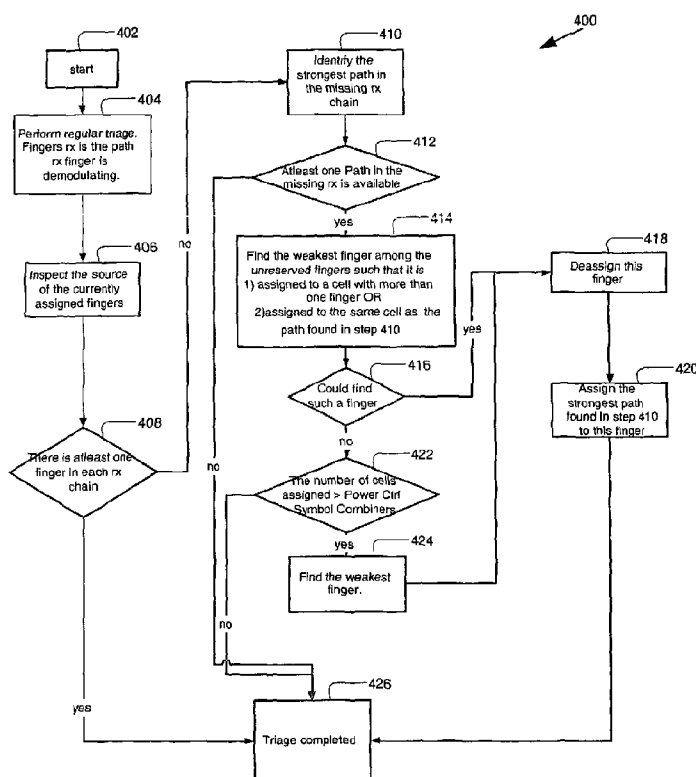 400
402
start
404
Perform regular triage.
Fingers rx is the path
rx finger is
demodulating.
406
Inspect the source
of the currently
assigned fingers
408
There is atleast one
finger in each rx
chain
no
yes
410
Identify the
strongest path in
the missing rx
chain
412
Atleast one Path in the
missing rx is available
yes
no
414
Find the weakest finger among the
unreserved fingers such that it is
1) assigned to a cell with more than
one finger OR
2)assigned to the same cell as the
path found in step 410
416
Could find
such a finger
yes
no
422
The number of cells
assigned > Power Ctrl
Symbol Combiners
yes
no
424
Find the weakest
finger.
418
Deassign this
finger
420
Assign the
strongest path
found in step 410
to this finger
426
Triage completed